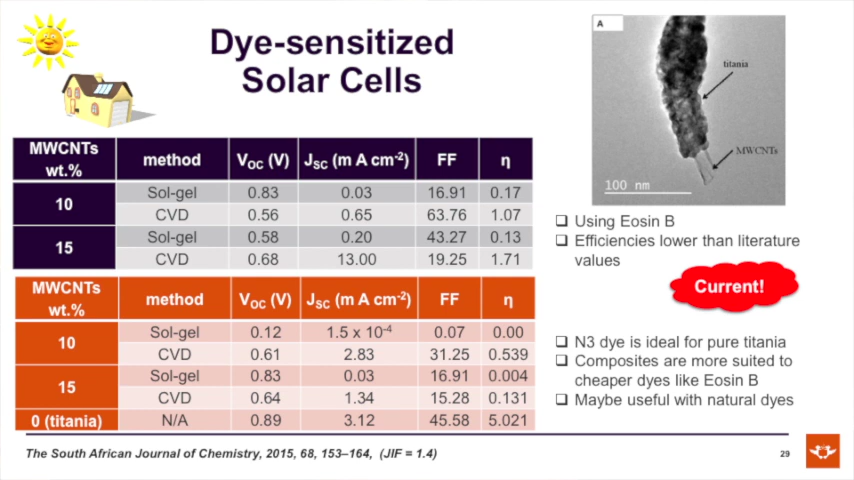 Dye-sensitized
Solar Cells
A
titania
MWCNTs
100 nm
MWCNTs wt.% method V_OC (V) J_SC (m A cm⁻²) FF η
10 Sol-gel 0.83 0.03 16.91 0.17
CVD 0.56 0.65 63.76 1.07
15 Sol-gel 0.58 0.20 43.27 0.13
CVD 0.68 13.00 19.25 1.71
MWCNTs wt.% method V_OC (V) J_SC (m A cm⁻²) FF η
10 Sol-gel 0.12 1.5 x 10⁻⁴ 0.07 0.00
CVD 0.61 2.83 31.25 0.539
15 Sol-gel 0.83 0.03 16.91 0.004
CVD 0.64 1.34 15.28 0.131
0 (titania) N/A 0.89 3.12 45.58 5.021
❑ Using Eosin B
❑ Efficiencies lower than literature
values
Current!
❑ N3 dye is ideal for pure titania
❑ Composites are more suited to
cheaper dyes like Eosin B
❑ Maybe useful with natural dyes
The South African Journal of Chemistry, 2015, 68, 153–164, (JIF = 1.4)
29